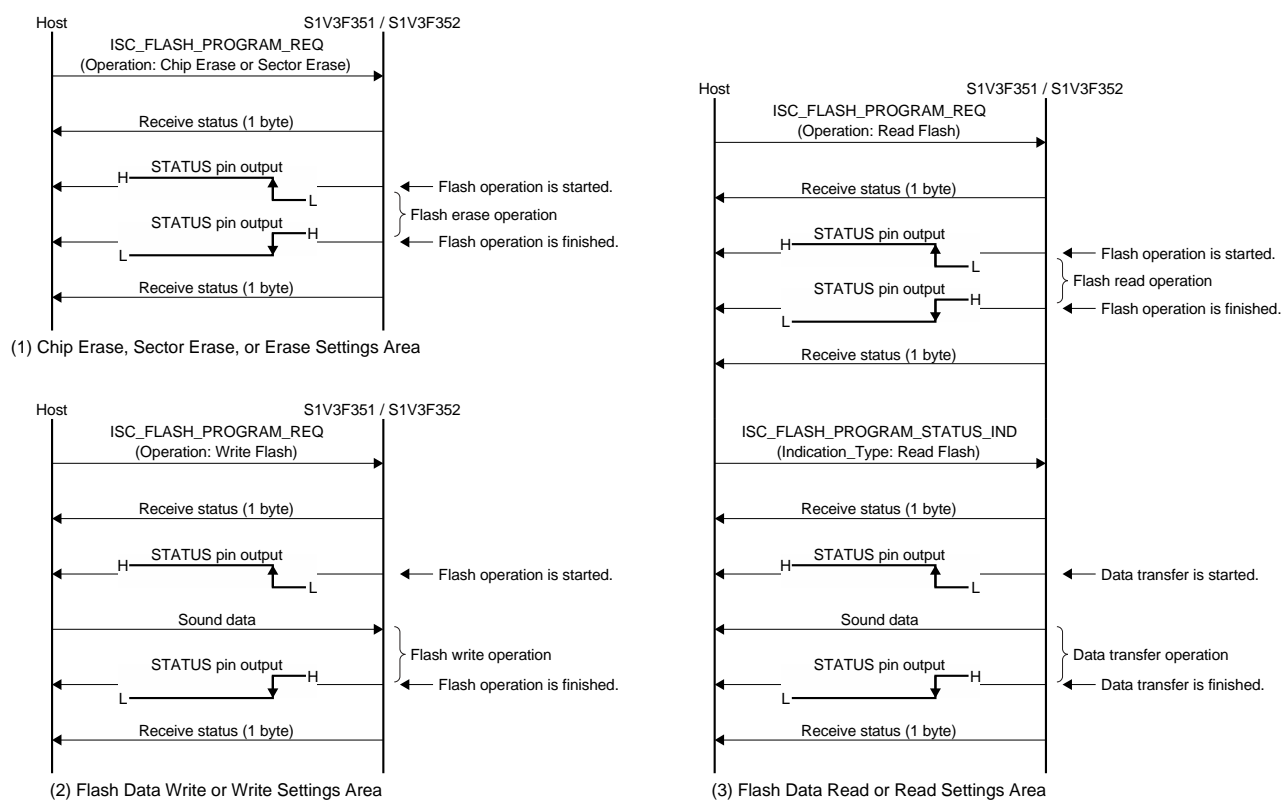 Host S1V3F351 / S1V3F352
ISC_FLASH_PROGRAM_REQ
(Operation: Chip Erase or Sector Erase)
Receive status (1 byte)
STATUS pin output
H
L
Flash operation is started.
Flash erase operation
STATUS pin output
H
L
Flash operation is finished.
Receive status (1 byte)
(1) Chip Erase, Sector Erase, or Erase Settings Area
Host S1V3F351 / S1V3F352
ISC_FLASH_PROGRAM_REQ
(Operation: Write Flash)
Receive status (1 byte)
STATUS pin output
H
L
Flash operation is started.
Sound data
Flash write operation
STATUS pin output
H
L
Flash operation is finished.
Receive status (1 byte)
(2) Flash Data Write or Write Settings Area
Host S1V3F351 / S1V3F352
ISC_FLASH_PROGRAM_REQ
(Operation: Read Flash)
Receive status (1 byte)
STATUS pin output
H
L
Flash operation is started.
Flash read operation
STATUS pin output
H
L
Flash operation is finished.
Receive status (1 byte)
ISC_FLASH_PROGRAM_STATUS_IND
(Indication_Type: Read Flash)
Receive status (1 byte)
STATUS pin output
H
L
Data transfer is started.
Sound data
Data transfer operation
STATUS pin output
H
L
Data transfer is finished.
Receive status (1 byte)
(3) Flash Data Read or Read Settings Area